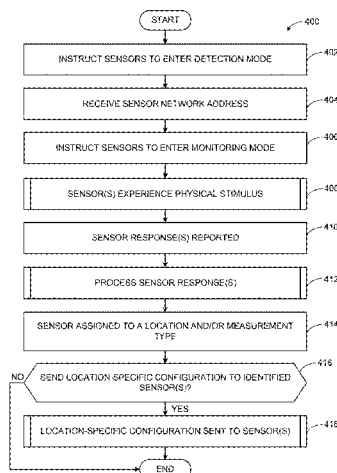 START
400
INSTRUCT SENSORS TO ENTER DETECTION MODE
402
RECEIVE SENSOR NETWORK ADDRESS
404
INSTRUCT SENSORS TO ENTER MONITORING MODE
406
SENSOR(S) EXPERIENCE PHYSICAL STIMULUS
408
SENSOR RESPONSE(S) REPORTED
410
PROCESS SENSOR RESPONSE(S)
412
SENSOR ASSIGNED TO A LOCATION AND/OR MEASUREMENT
TYPE
414
SEND LOCATION-SPECIFIC CONFIGURATION TO IDENTIFIED
SENSOR(S)?
416
NO
YES
LOCATION-SPECIFIC CONFIGURATION SENT TO SENSOR(S)
418
END